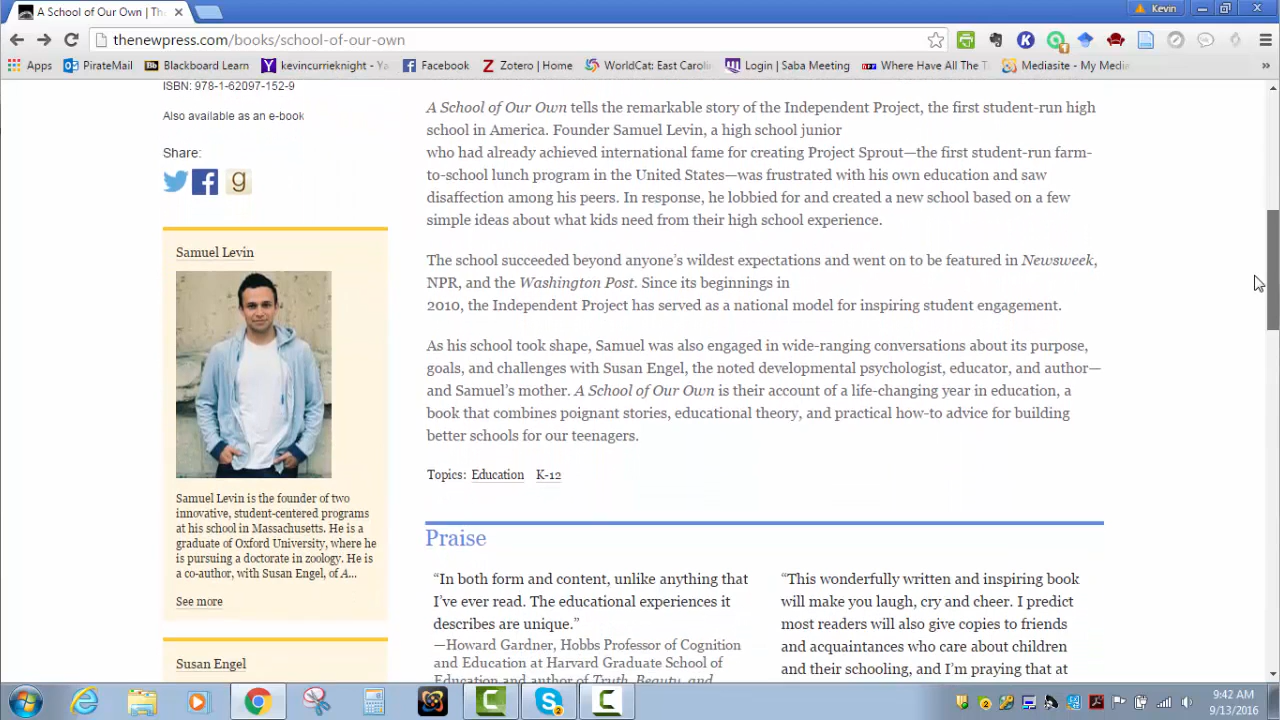 A School of Our Own | The
Kevin
thenewpress.com/books/school-of-our-own
Apps
PirateMail
Blackboard Learn
kevincurrieknight - Ya
Facebook
Zotero | Home
WorldCat: East Caroli
Login | Saba Meeting
Where Have All The T
Mediasite - My Media
»
ISBN: 978-1-62097-152-9
Also available as an e-book
Share:
Samuel Levin
Samuel Levin is the founder of two
innovative, student-centered programs
at his school in Massachusetts. He is a
graduate of Oxford University, where he
is pursuing a doctorate in zoology. He is
a co-author, with Susan Engel, of A...
See more
Susan Engel
A School of Our Own tells the remarkable story of the Independent Project, the first student-run high
school in America. Founder Samuel Levin, a high school junior
who had already achieved international fame for creating Project Sprout—the first student-run farm-
to-school lunch program in the United States—was frustrated with his own education and saw
disaffection among his peers. In response, he lobbied for and created a new school based on a few
simple ideas about what kids need from their high school experience.
The school succeeded beyond anyone's wildest expectations and went on to be featured in Newsweek,
NPR, and the Washington Post. Since its beginnings in
2010, the Independent Project has served as a national model for inspiring student engagement.
As his school took shape, Samuel was also engaged in wide-ranging conversations about its purpose,
goals, and challenges with Susan Engel, the noted developmental psychologist, educator, and author—
and Samuel's mother. A School of Our Own is their account of a life-changing year in education, a
book that combines poignant stories, educational theory, and practical how-to advice for building
better schools for our teenagers.
Topics: Education K-12
Praise
“In both form and content, unlike anything that
I've ever read. The educational experiences it
describes are unique.”
—Howard Gardner, Hobbs Professor of Cognition
and Education at Harvard Graduate School of
Education and author of Truth, Beauty, and
“This wonderfully written and inspiring book
will make you laugh, cry and cheer. I predict
most readers will also give copies to friends
and acquaintances who care about children
and their schooling, and I'm praying that at
9:42 AM
9/13/2016